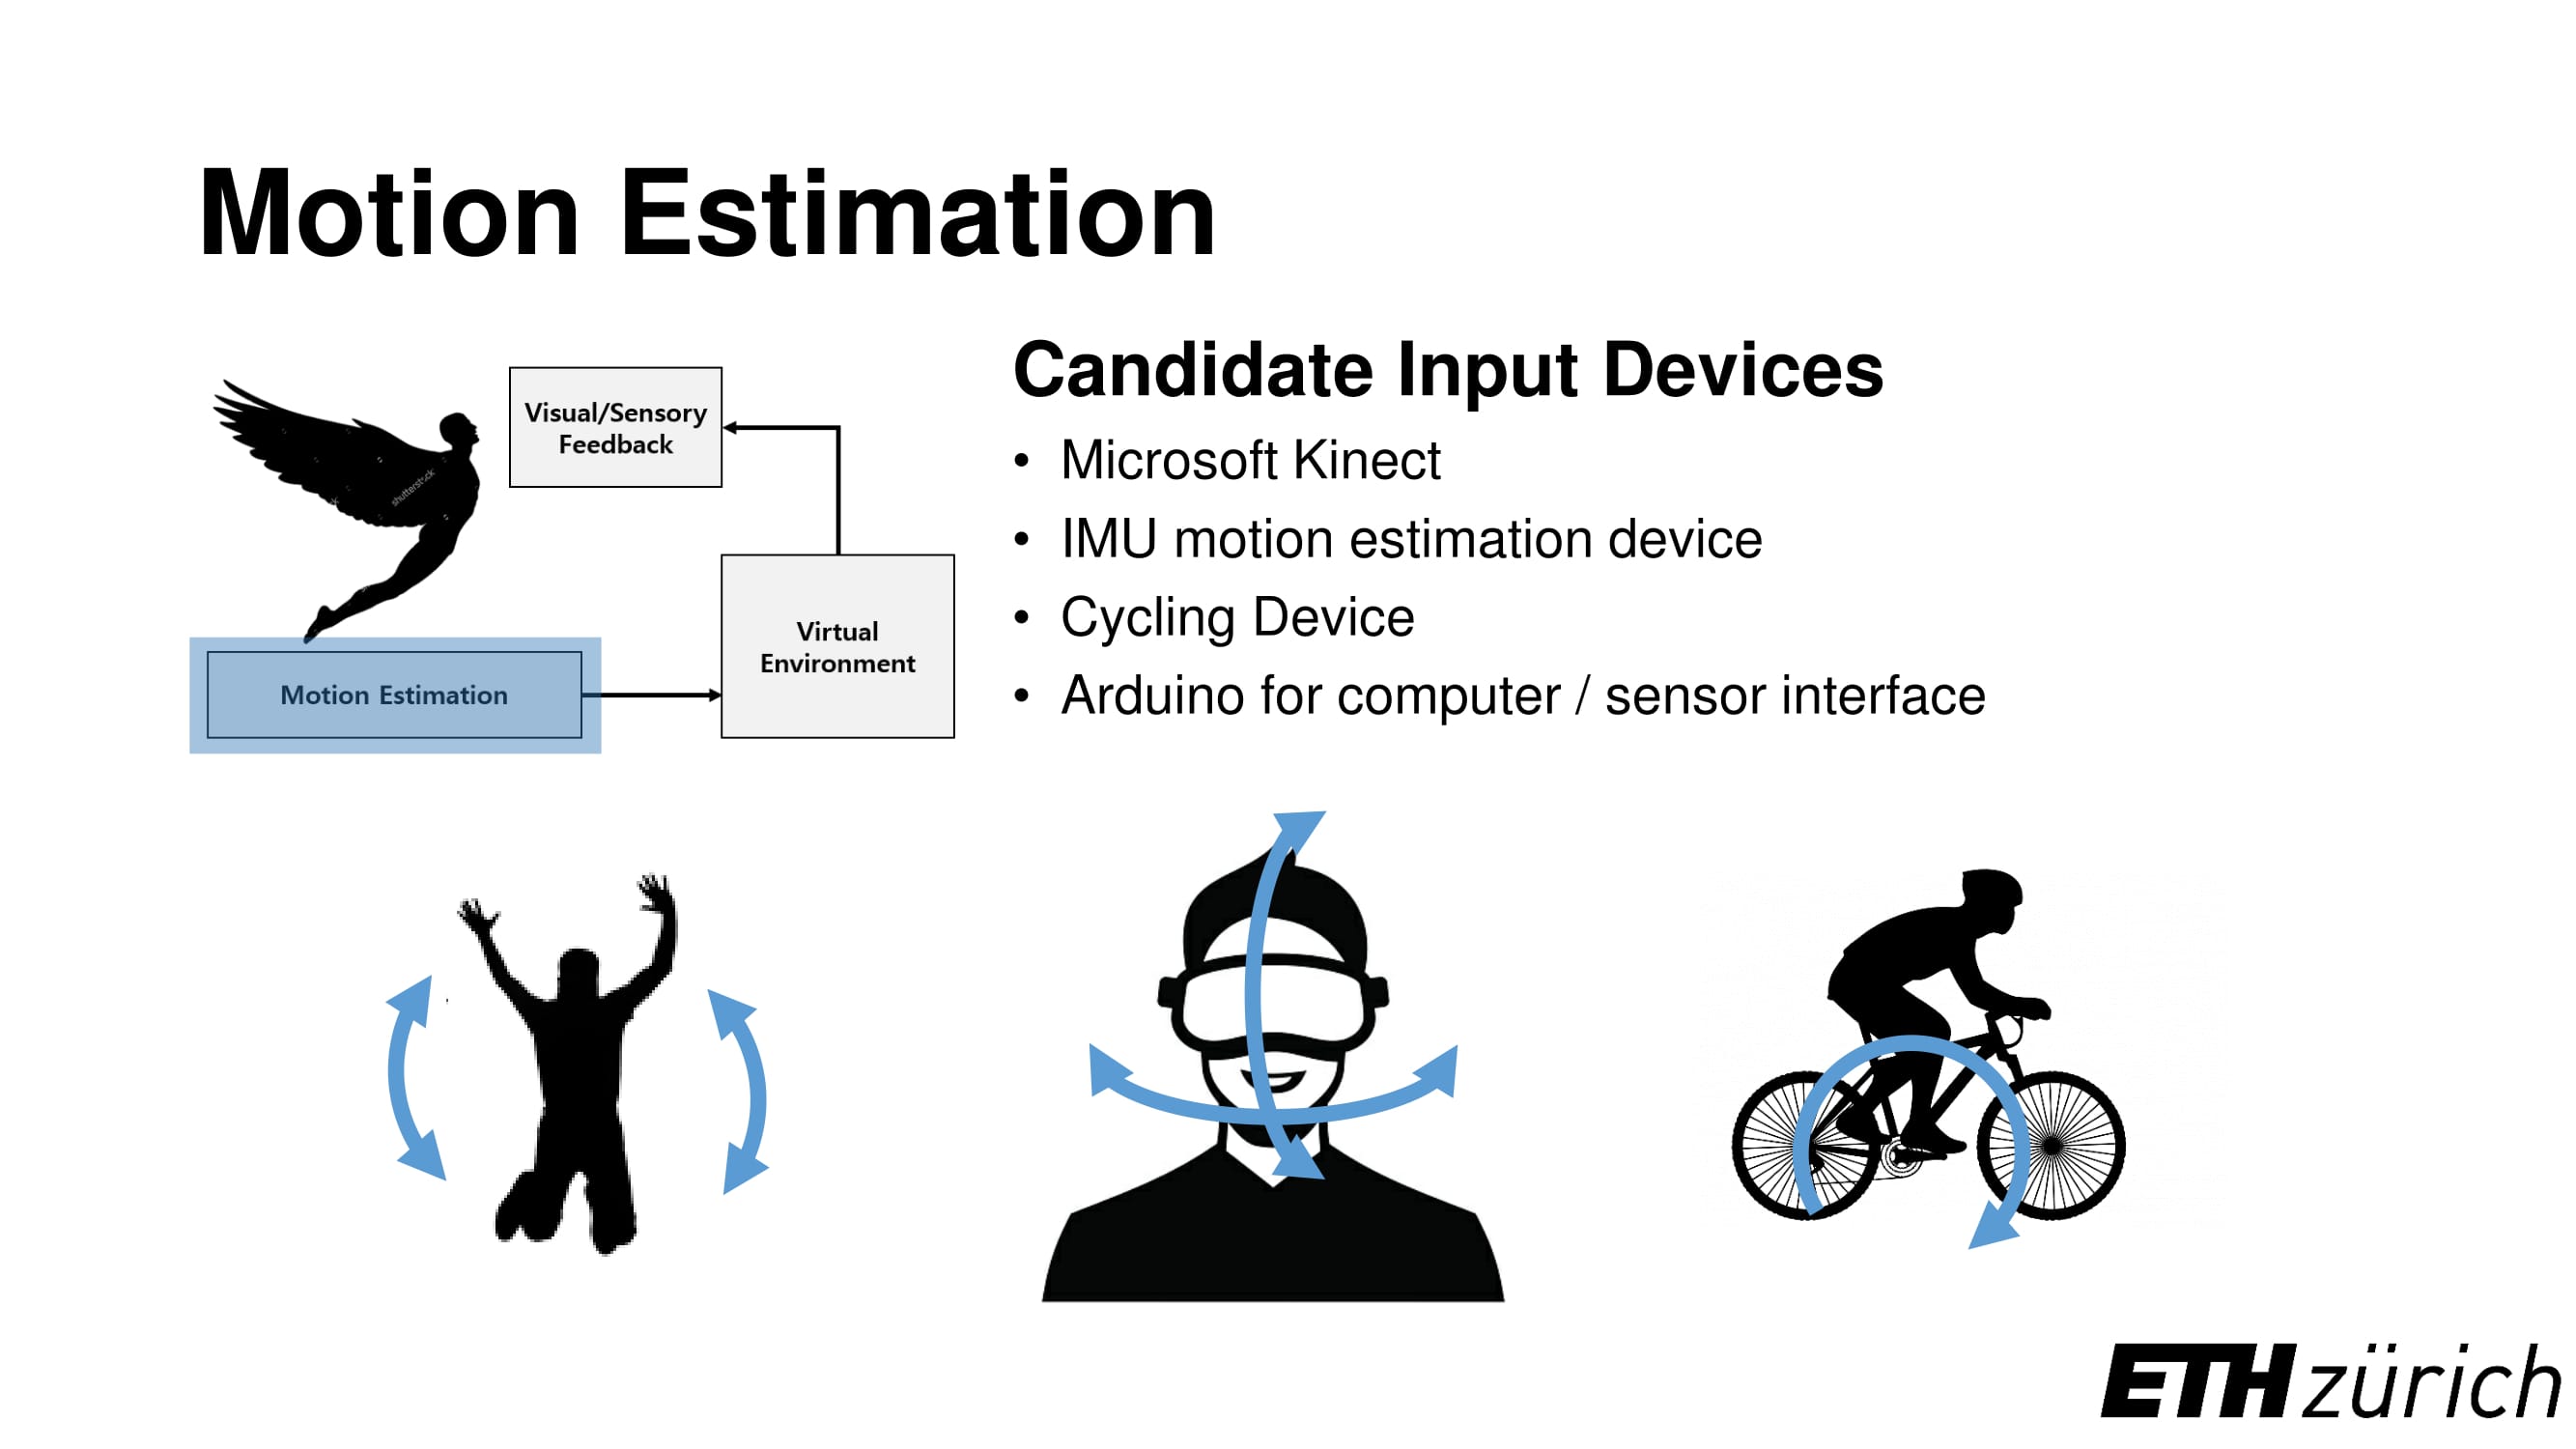 Motion Estimation
Visual/Sensory
Feedback
Virtual
Environment
Motion Estimation
shutterstock
Candidate Input Devices
• Microsoft Kinect
• IMU motion estimation device
• Cycling Device
• Arduino for computer / sensor interface
ETH zürich